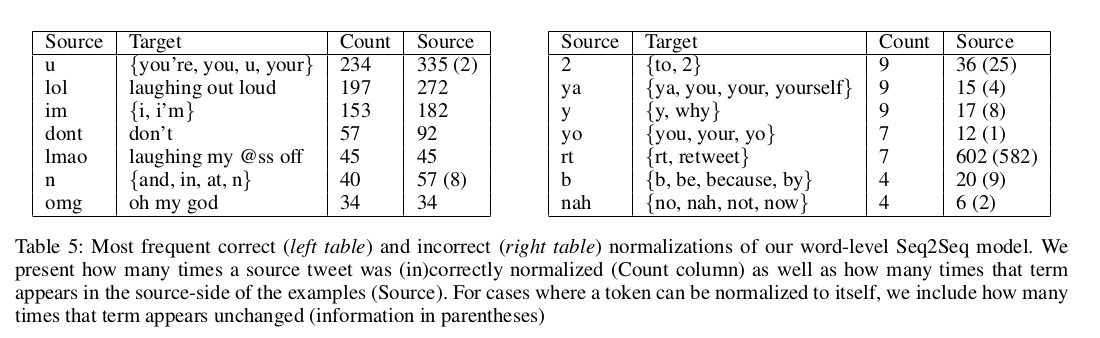 Source Target Count Source
u {you're, you, u, your} 234 335 (2)
lol laughing out loud 197 272
im {i, i'm} 153 182
dont don't 57 92
lmao laughing my @ss off 45 45
n {and, in, at, n} 40 57 (8)
omg oh my god 34 34
Source Target Count Source
2 {to, 2} 9 36 (25)
ya {ya, you, your, yourself} 9 15 (4)
y {y, why} 9 17 (8)
yo {you, your, yo} 7 12 (1)
rt {rt, retweet} 7 602 (582)
b {b, be, because, by} 4 20 (9)
nah {no, nah, not, now} 4 6 (2)
Table 5: Most frequent correct (left table) and incorrect (right table) normalizations of our word-level Seq2Seq model. We
present how many times a source tweet was (in)correctly normalized (Count column) as well as how many times that term
appears in the source-side of the examples (Source). For cases where a token can be normalized to itself, we include how many
times that term appears unchanged (information in parentheses)